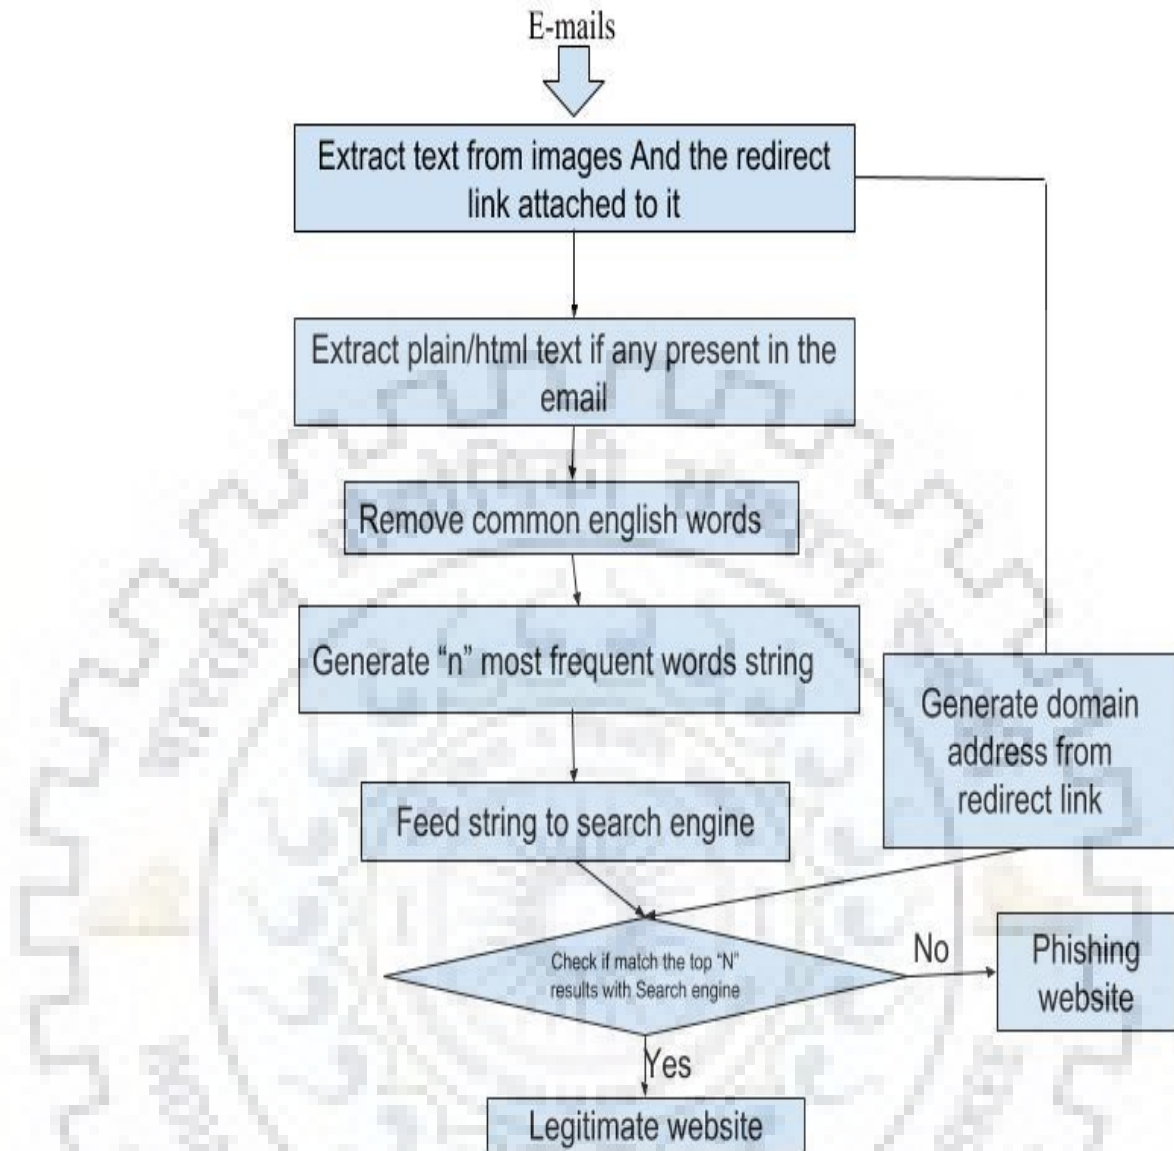 E-mails
Extract text from images And the redirect
link attached to it
Extract plain/html text if any present in the
email
Remove common english words
Generate “n” most frequent words string
Generate domain
address from
redirect link
Feed string to search engine
Check if match the top “N”
results with Search engine
No
Phishing
website
Yes
Legitimate website